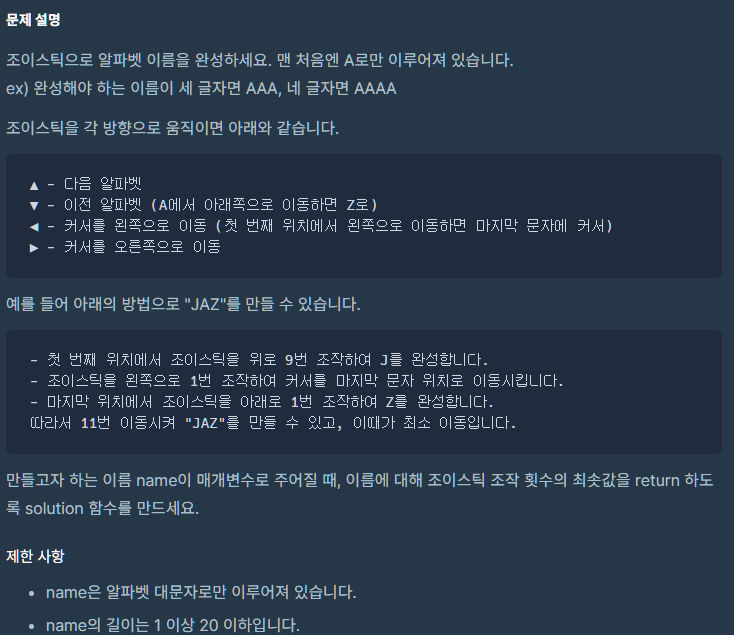 문제 설명
조이스틱으로 알파벳 이름을 완성하세요. 맨 처음엔 A로만 이루어져 있습니다.
ex) 완성해야 하는 이름이 세 글자면 AAA, 네 글자면 AAAA
조이스틱을 각 방향으로 움직이면 아래와 같습니다.
▲ - 다음 알파벳
▼ - 이전 알파벳 (A에서 아래쪽으로 이동하면 Z로)
◀ - 커서를 왼쪽으로 이동 (첫 번째 위치에서 왼쪽으로 이동하면 마지막 문자에 커서)
▶ - 커서를 오른쪽으로 이동
예를 들어 아래의 방법으로 "JAZ"를 만들 수 있습니다.
- 첫 번째 위치에서 조이스틱을 위로 9번 조작하여 J를 완성합니다.
- 조이스틱을 왼쪽으로 1번 조작하여 커서를 마지막 문자 위치로 이동시킵니다.
- 마지막 위치에서 조이스틱을 아래로 1번 조작하여 Z를 완성합니다.
따라서 11번 이동시켜 "JAZ"를 만들 수 있고, 이때가 최소 이동입니다.
만들고자 하는 이름 name이 매개변수로 주어질 때, 이름에 대해 조이스틱 조작 횟수의 최솟값을 return 하도
록 solution 함수를 만드세요.
제한 사항
• name은 알파벳 대문자로만 이루어져 있습니다.
• name의 길이는 1 이상 20 이하입니다.